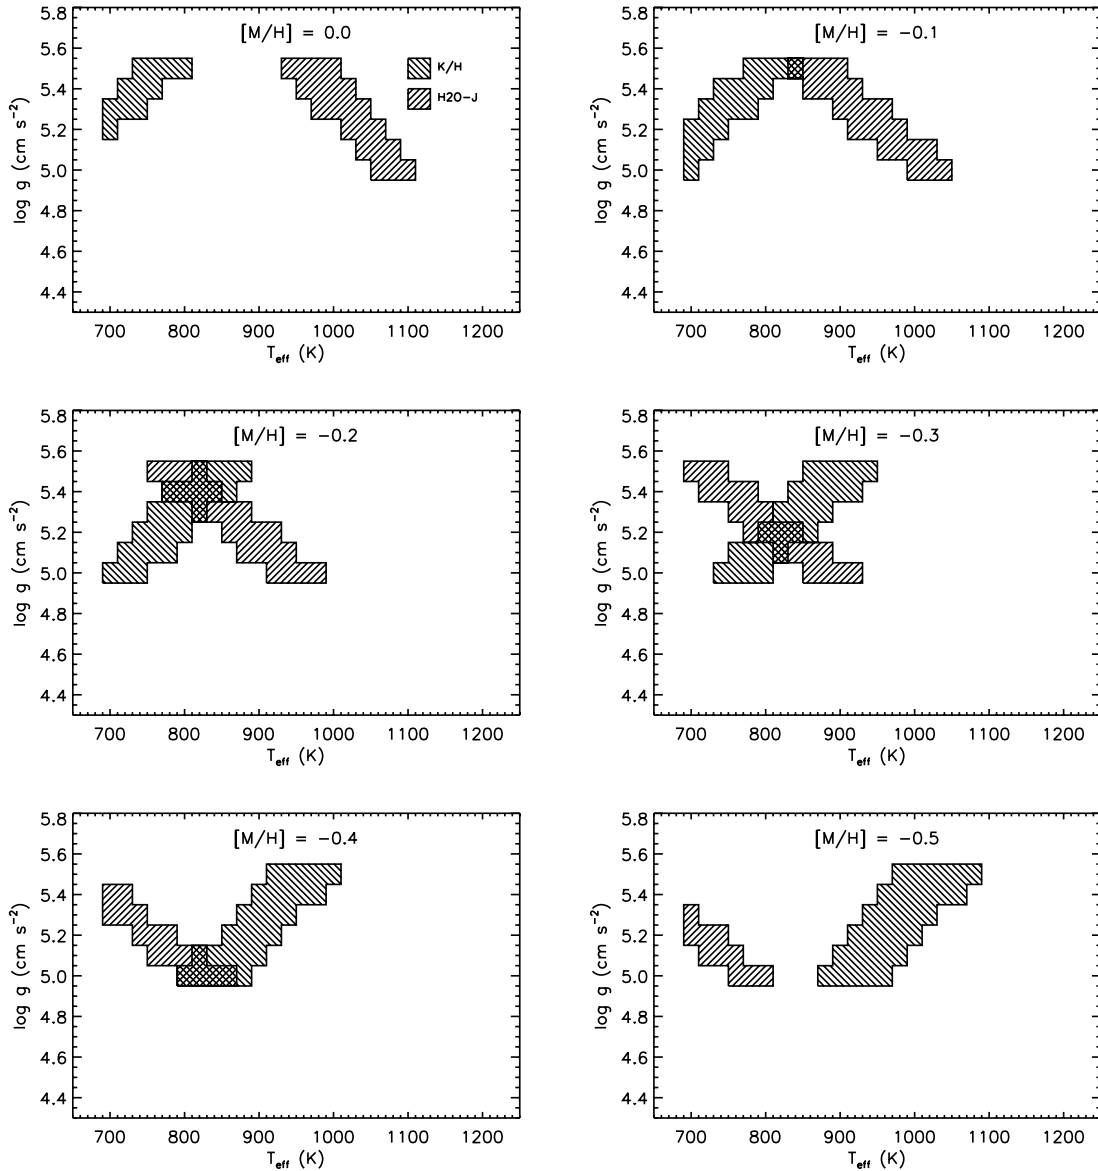 [M/H] = 0.0
K/H
H2O-J
5.8
5.6
5.4
5.2
5.0
4.8
4.6
4.4
log g (cm s⁻²)
700 800 900 1000 1100 1200
T_eff (K)
[M/H] = -0.1
5.8
5.6
5.4
5.2
5.0
4.8
4.6
4.4
log g (cm s⁻²)
700 800 900 1000 1100 1200
T_eff (K)
[M/H] = -0.2
5.8
5.6
5.4
5.2
5.0
4.8
4.6
4.4
log g (cm s⁻²)
700 800 900 1000 1100 1200
T_eff (K)
[M/H] = -0.3
5.8
5.6
5.4
5.2
5.0
4.8
4.6
4.4
log g (cm s⁻²)
700 800 900 1000 1100 1200
T_eff (K)
[M/H] = -0.4
5.8
5.6
5.4
5.2
5.0
4.8
4.6
4.4
log g (cm s⁻²)
700 800 900 1000 1100 1200
T_eff (K)
[M/H] = -0.5
5.8
5.6
5.4
5.2
5.0
4.8
4.6
4.4
log g (cm s⁻²)
700 800 900 1000 1100 1200
T_eff (K)